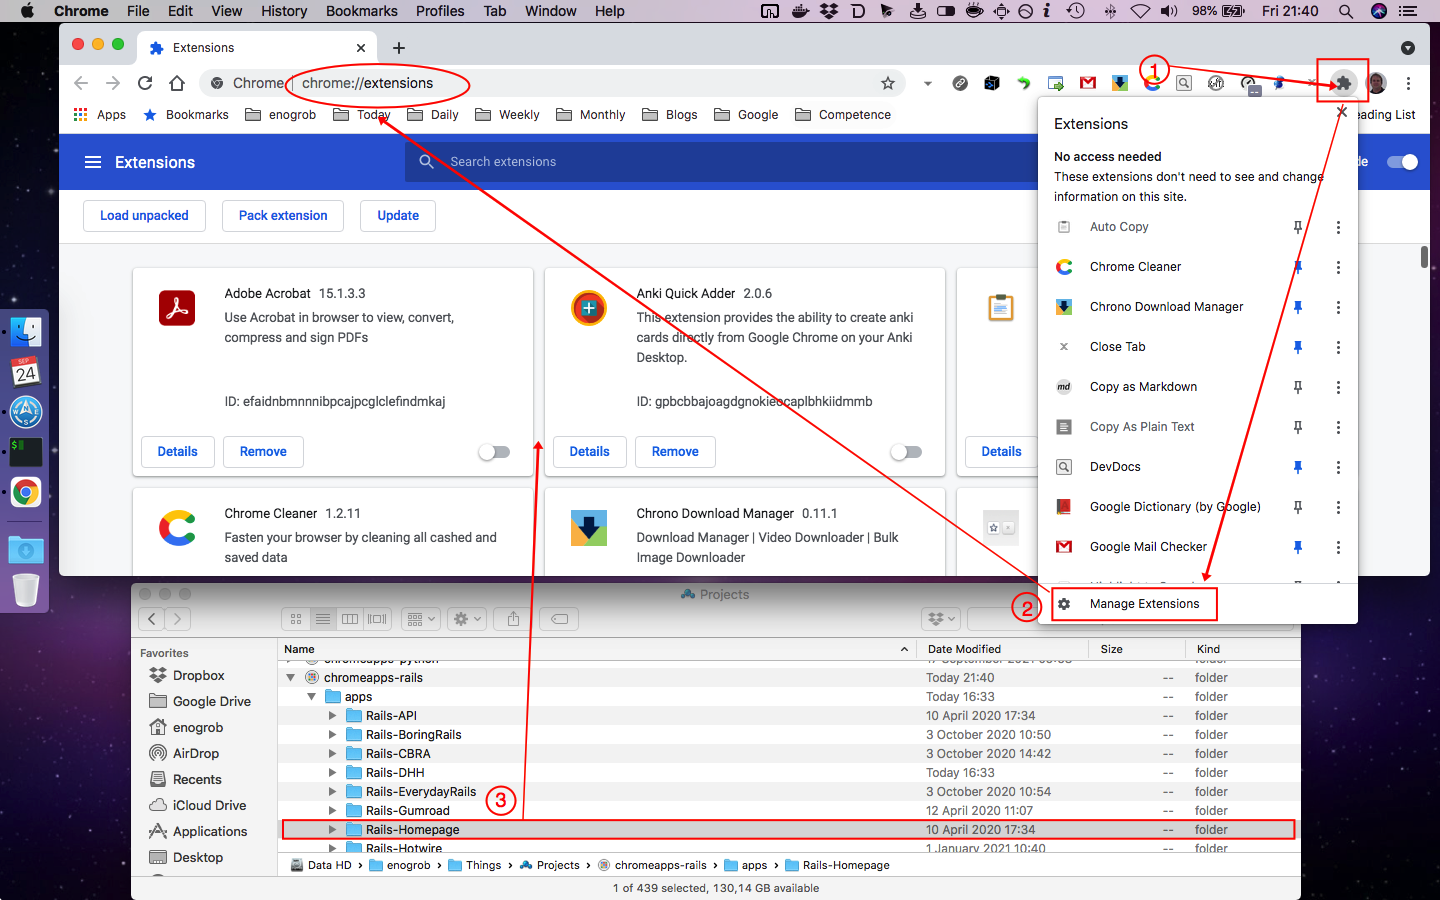 Chrome File Edit View History Bookmarks Profiles Tab Window Help 98% Fri 21:40
Extensions
Chrome | chrome://extensions
1
Apps Bookmarks enogrob Today Daily Weekly Monthly Blogs Google Competence eading List
Extensions
Search extensions
de
Load unpacked
Pack extension
Update
Adobe Acrobat 15.1.3.3
Use Acrobat in browser to view, convert,
compress and sign PDFs
ID: efaidnbmnnnibpcajpcglclefindmkaj
Details
Remove
Anki Quick Adder 2.0.6
This extension provides the ability to create anki
cards directly from Google Chrome on your Anki
Desktop.
ID: gpbcbbajoagdgnokieocaplbhkiidmmb
Details
Remove
Details
Chrome Cleaner 1.2.11
Fasten your browser by cleaning all cashed and
saved data
Chrono Download Manager 0.11.1
Download Manager | Video Downloader | Bulk
Image Downloader
Extensions
No access needed
These extensions don't need to see and change
information on this site.
Auto Copy
Chrome Cleaner
Chrono Download Manager
Close Tab
md Copy as Markdown
Copy As Plain Text
DevDocs
Google Dictionary (by Google)
Google Mail Checker
2
Manage Extensions
SEP
24
Projects
Favorites
Dropbox
Google Drive
enogrob
AirDrop
Recents
iCloud Drive
Applications
Desktop
Name Date Modified Size Kind
chromeapps-python 17 September 2021 -- folder
chromeapps-rails Today 21:40 -- folder
apps Today 16:33 -- folder
Rails-API 10 April 2020 17:34 -- folder
Rails-BoringRails 3 October 2020 10:50 -- folder
Rails-CBRA 3 October 2020 14:42 -- folder
Rails-DHH Today 16:33 -- folder
Rails-EverydayRails 3 October 2020 10:54 -- folder
3
Rails-Gumroad 12 April 2020 11:07 -- folder
Rails-Homepage 10 April 2020 17:34 -- folder
Rails-Hotwire 1 January 2021 10:40 -- folder
Data HD › enogrob › Things › Projects › chromeapps-rails › apps › Rails-Homepage
1 of 439 selected, 130,14 GB available